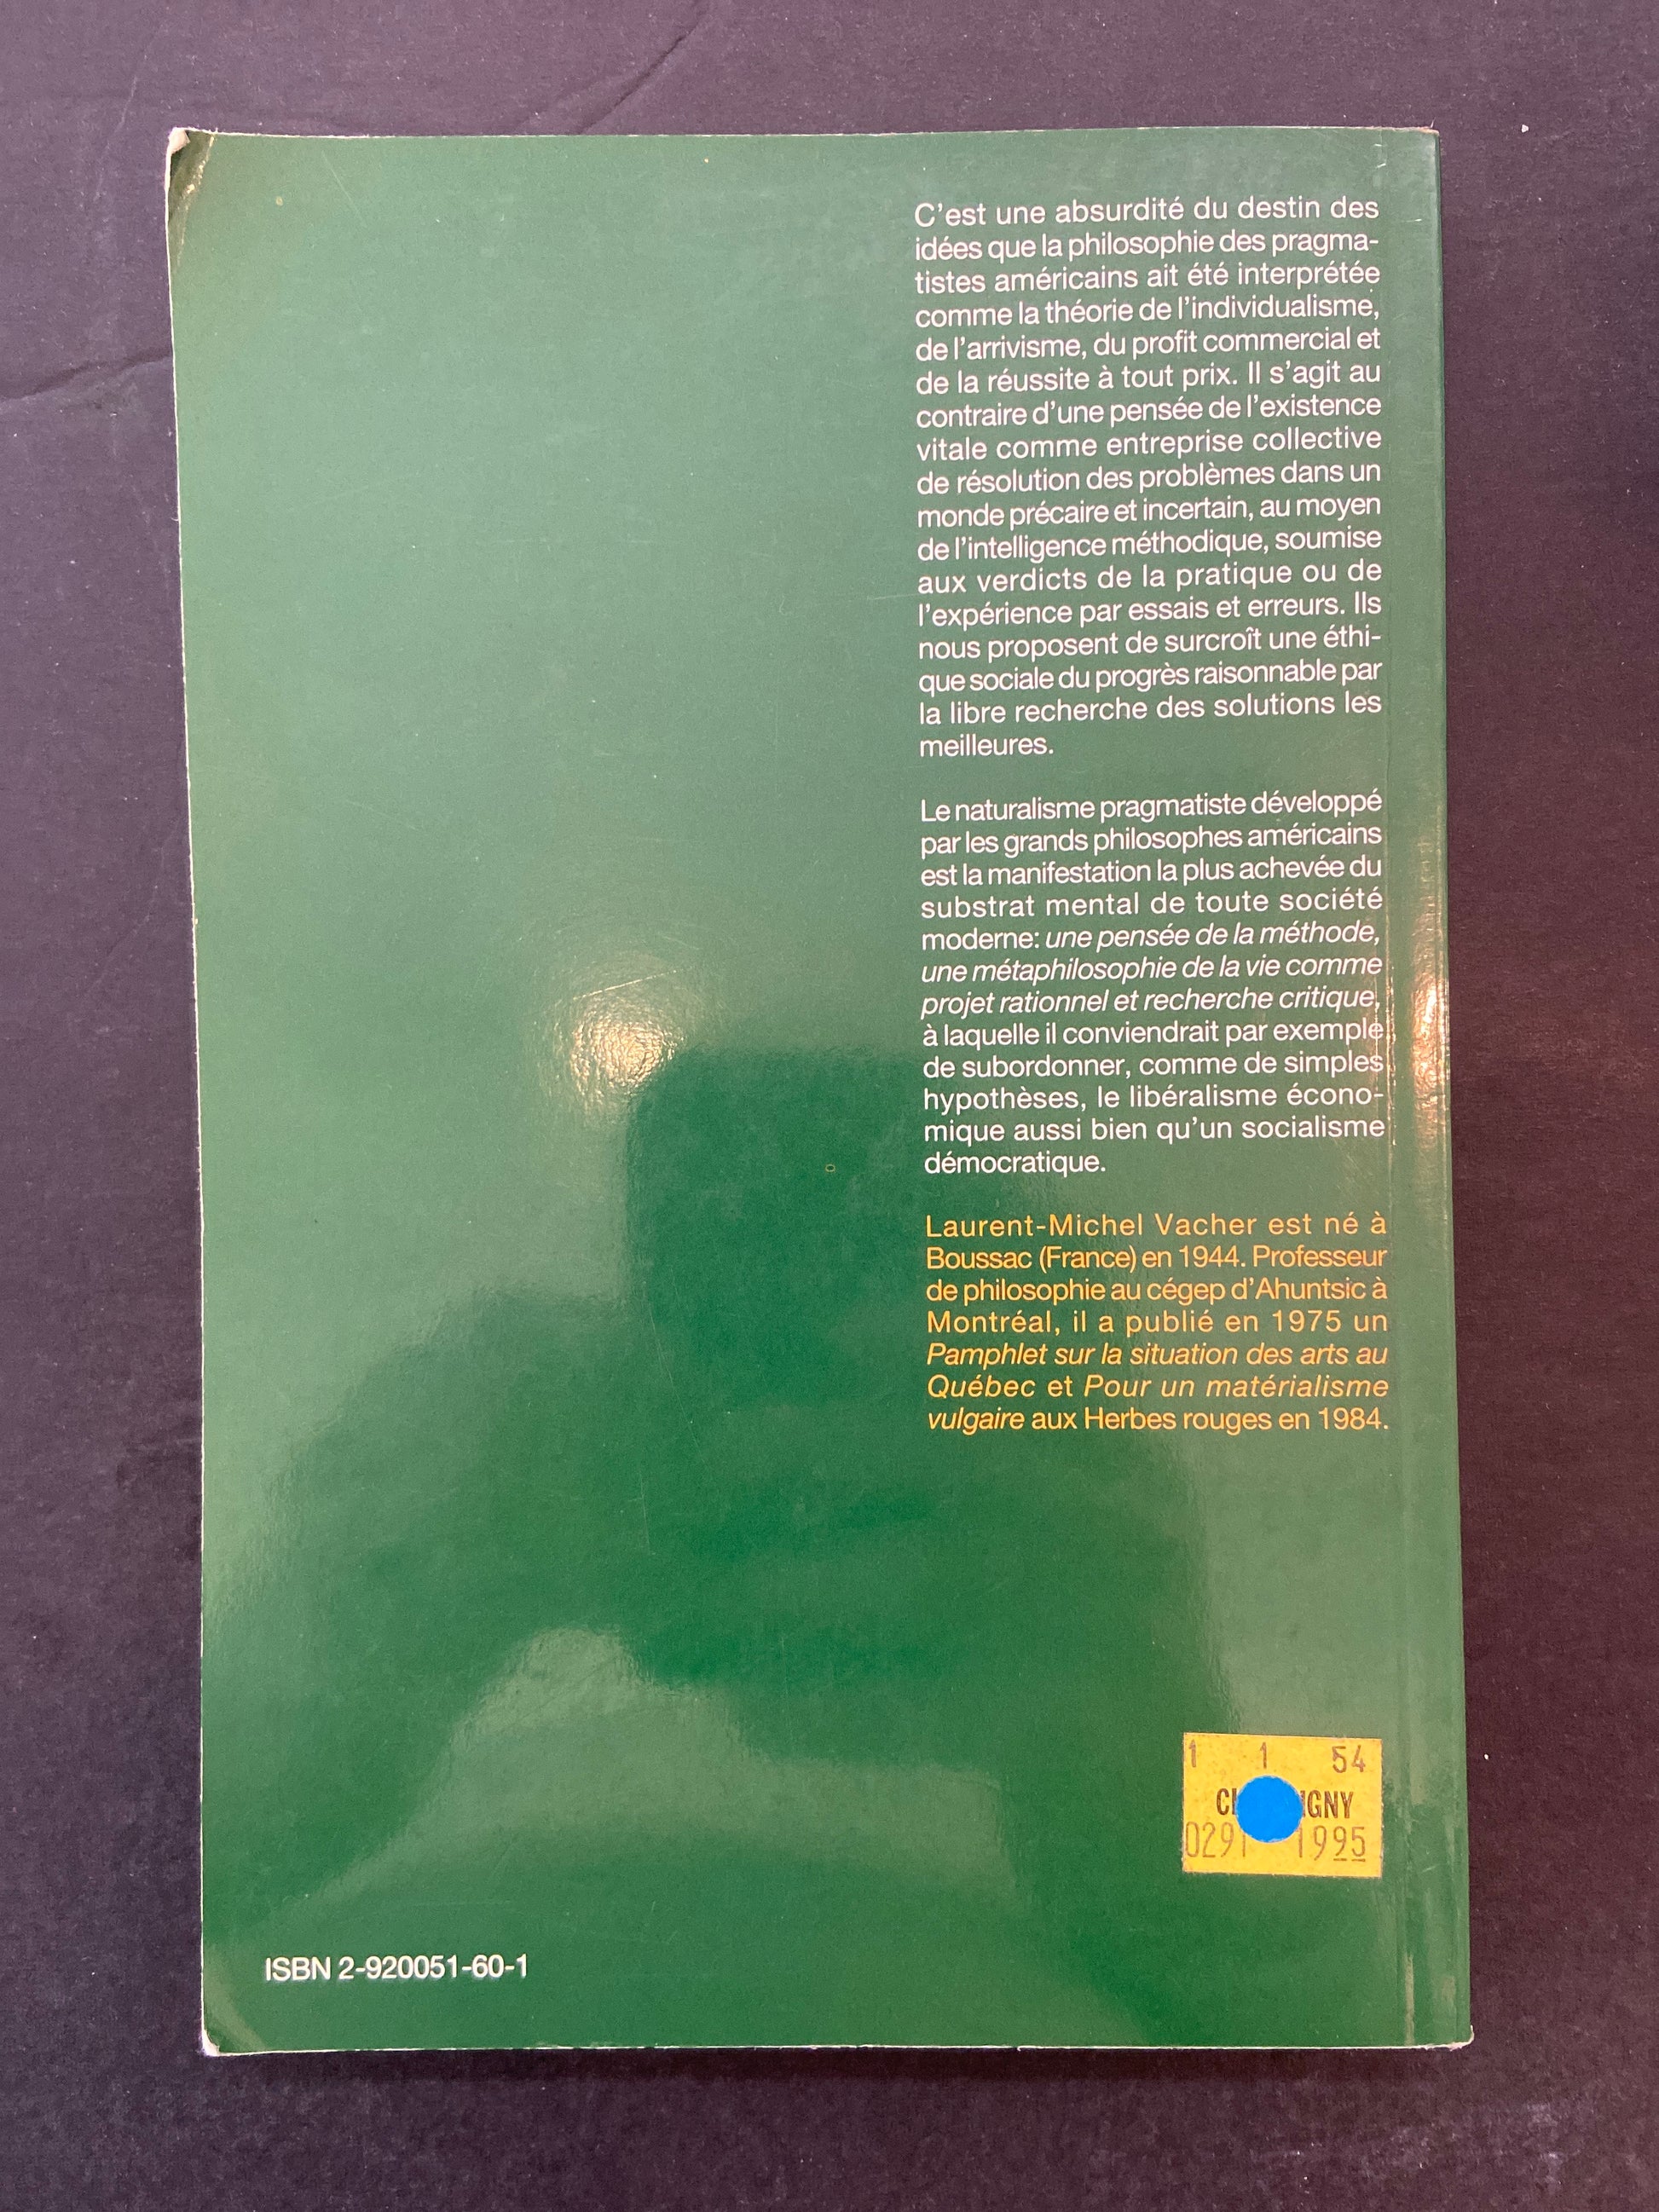 C'est une absurdité du destin des
idées que la philosophie des pragma-
tistes américains ait été interprétée
comme la théorie de l'individualisme,
de l'arrivisme, du profit commercial et
de la réussite à tout prix. Il s'agit au
contraire d'une pensée de l'existence
vitale comme entreprise collective
de résolution des problèmes dans un
monde précaire et incertain, au moyen
de l'intelligence méthodique, soumise
aux verdicts de la pratique ou de
l'expérience par essais et erreurs. Ils
nous proposent de surcroît une éthi-
que sociale du progrès raisonnable par
la libre recherche des solutions les
meilleures.
Le naturalisme pragmatiste développé
par les grands philosophes américains
est la manifestation la plus achevée du
substrat mental de toute société
moderne: une pensée de la méthode,
une métaphilosophie de la vie comme
projet rationnel et recherche critique,
à laquelle il conviendrait par exemple
de subordonner, comme de simples
hypothèses, le libéralisme écono-
mique aussi bien qu'un socialisme
démocratique.
Laurent-Michel Vacher est né à
Boussac (France) en 1944. Professeur
de philosophie au cégep d'Ahuntsic à
Montréal, il a publié en 1975 un
Pamphlet sur la situation des arts au
Québec et Pour un matérialisme
vulgaire aux Herbes rouges en 1984.
1 1 54
1995
ISBN 2-920051-60-1